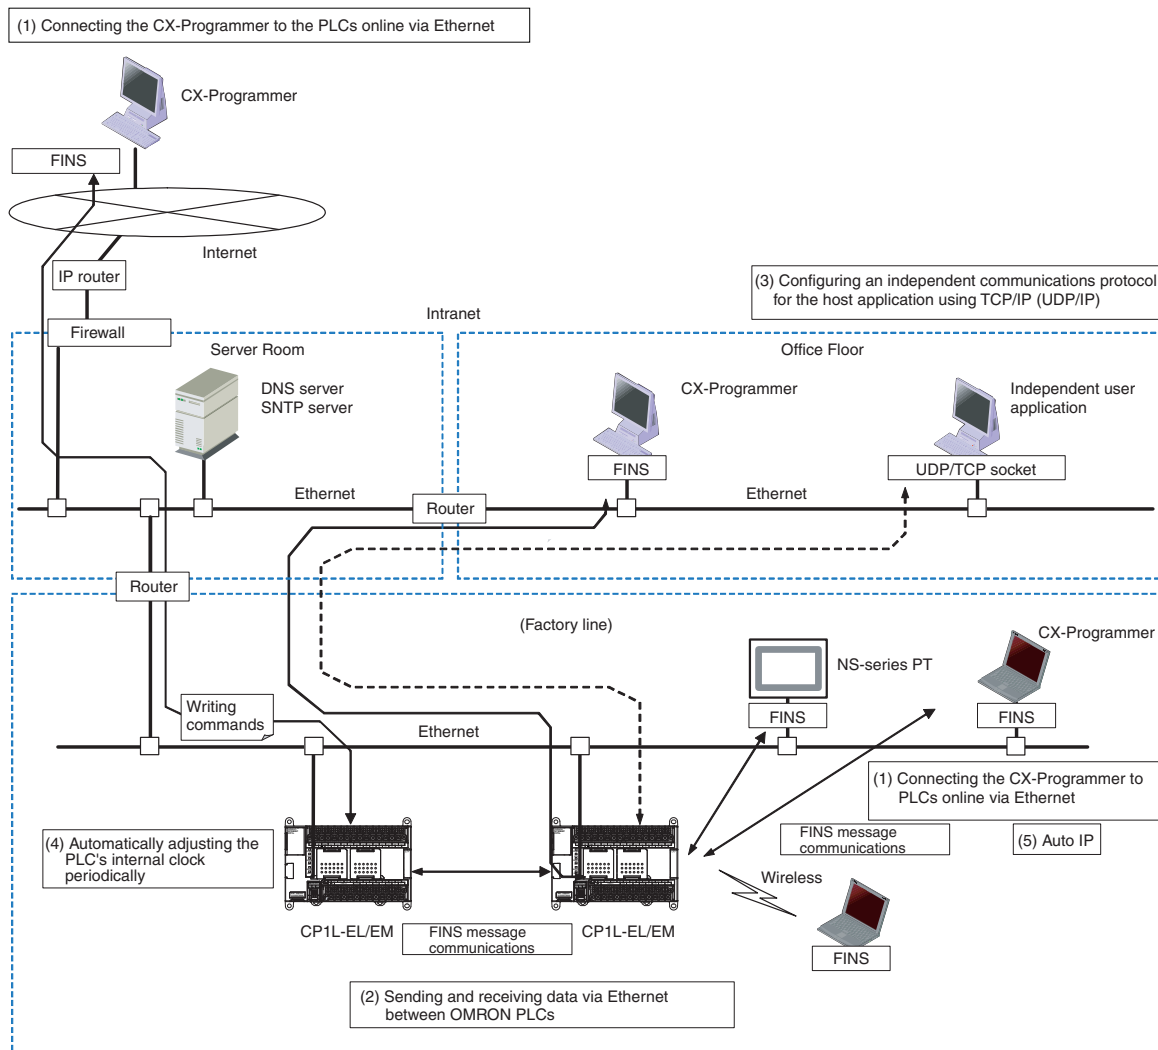 (1) Connecting the CX-Programmer to the PLCs online via Ethernet
CX-Programmer
FINS
Internet
IP router
(3) Configuring an independent communications protocol
for the host application using TCP/IP (UDP/IP)
Intranet
Firewall
Server Room
Office Floor
DNS server
SNTP server
CX-Programmer
Independent user
application
FINS
UDP/TCP socket
Ethernet
Router
Ethernet
Router
(Factory line)
CX-Programmer
NS-series PT
Writing
commands
FINS
FINS
Ethernet
(1) Connecting the CX-Programmer to
PLCs online via Ethernet
(4) Automatically adjusting the
PLC's internal clock
periodically
FINS message
communications
(5) Auto IP
Wireless
CP1L-EL/EM
FINS message
communications
CP1L-EL/EM
FINS
(2) Sending and receiving data via Ethernet
between OMRON PLCs